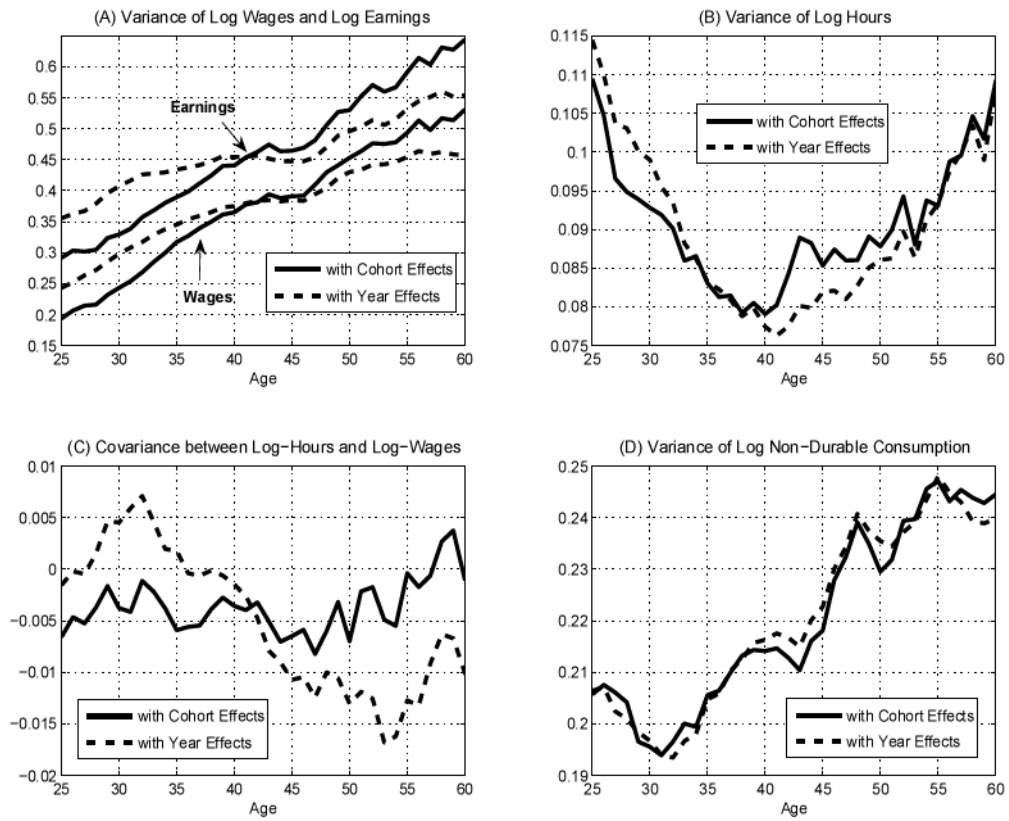 (A) Variance of Log Wages and Log Earnings
0.6
0.55
0.5
0.45
0.4
0.35
0.3
0.25
0.2
0.15
Earnings
Wages
with Cohort Effects
with Year Effects
25 30 35 40 45 50 55 60
Age
(B) Variance of Log Hours
0.115
0.11
0.105
0.1
0.095
0.09
0.085
0.08
0.075
with Cohort Effects
with Year Effects
25 30 35 40 45 50 55 60
Age
(C) Covariance between Log−Hours and Log−Wages
0.01
0.005
0
−0.005
−0.01
−0.015
−0.02
with Cohort Effects
with Year Effects
25 30 35 40 45 50 55 60
Age
(D) Variance of Log Non−Durable Consumption
0.25
0.24
0.23
0.22
0.21
0.2
0.19
with Cohort Effects
with Year Effects
25 30 35 40 45 50 55 60
Age